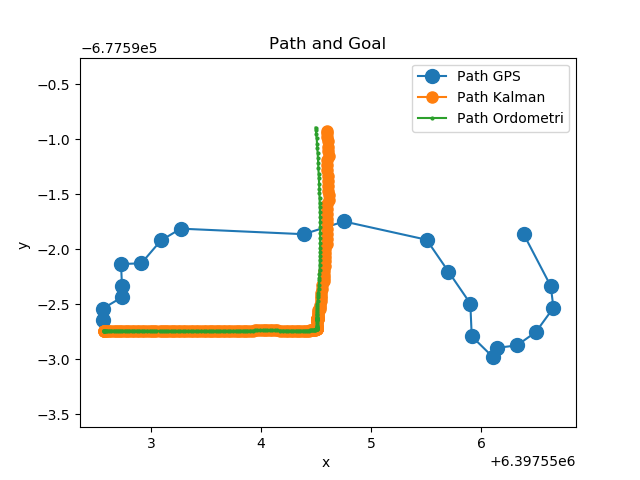 Path and Goal
−6.7759e5
Path GPS
Path Kalman
Path Ordometri
−0.5
−1.0
−1.5
−2.0
−2.5
−3.0
−3.5
y
3 4 5 6
x
+6.39755e6